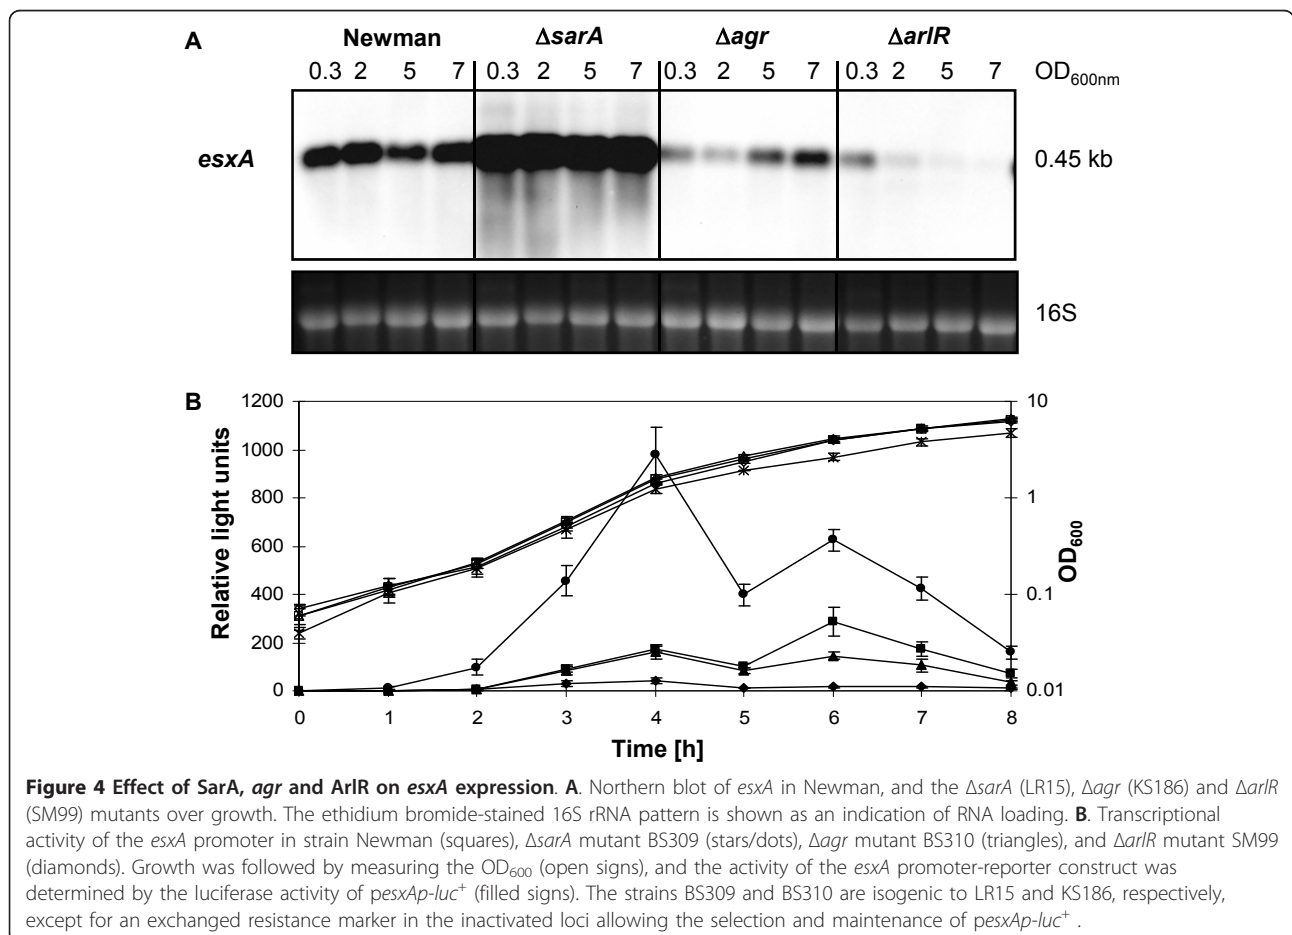 A
Newman ΔsarA Δagr ΔarlR
0.3 2 5 7 0.3 2 5 7 0.3 2 5 7 0.3 2 5 7 OD600nm
esxA 0.45 kb
16S
B
Relative light units
1200
1000
800
600
400
200
0
10
1
0.1
0.01
OD600
0 1 2 3 4 5 6 7 8
Time [h]
Figure 4 Effect of SarA, agr and ArlR on esxA expression. A. Northern blot of esxA in Newman, and the ΔsarA (LR15), Δagr (KS186) and ΔarlR
(SM99) mutants over growth. The ethidium bromide-stained 16S rRNA pattern is shown as an indication of RNA loading. B. Transcriptional
activity of the esxA promoter in strain Newman (squares), ΔsarA mutant BS309 (stars/dots), Δagr mutant BS310 (triangles), and ΔarlR mutant SM99
(diamonds). Growth was followed by measuring the OD600 (open signs), and the activity of the esxA promoter-reporter construct was
determined by the luciferase activity of pesxAp-luc+ (filled signs). The strains BS309 and BS310 are isogenic to LR15 and KS186, respectively,
except for an exchanged resistance marker in the inactivated loci allowing the selection and maintenance of pesxAp-luc+ .